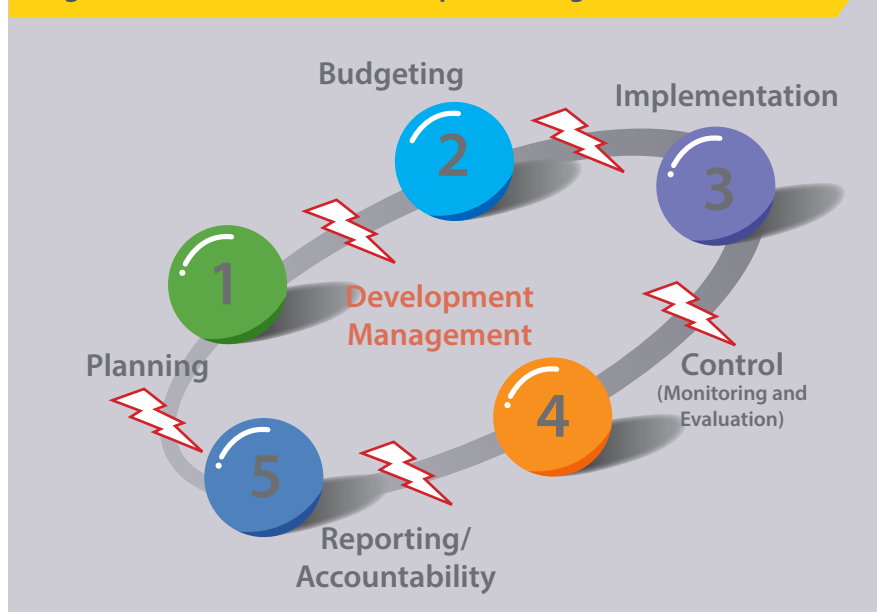 Budgeting
2
Implementation
3
1
Development
Management
Planning
Control
(Monitoring and
Evaluation)
4
5
Reporting/
Accountability